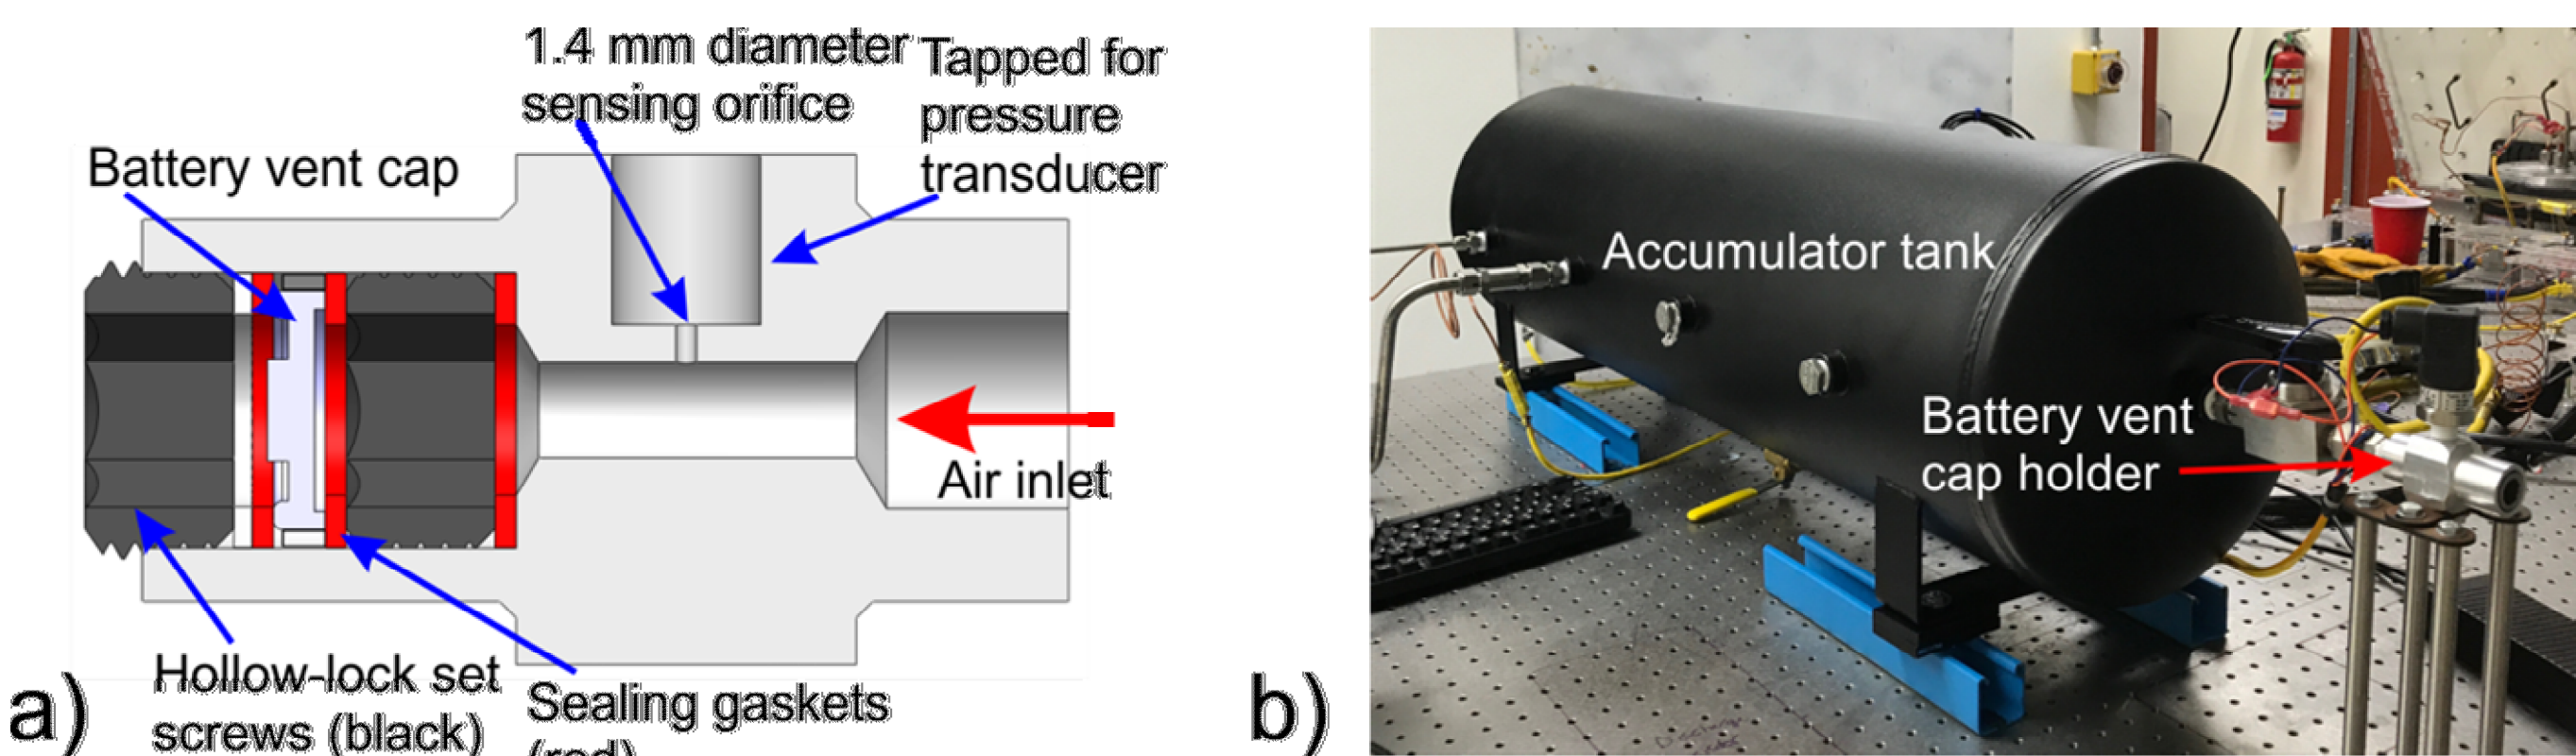 1.4 mm diameter
sensing orifice
Tapped for
pressure
transducer
Battery vent cap
Air inlet
Hollow-lock set
screws (black)
Sealing gaskets
(red)
a)
Accumulator tank
Battery vent
cap holder
b)